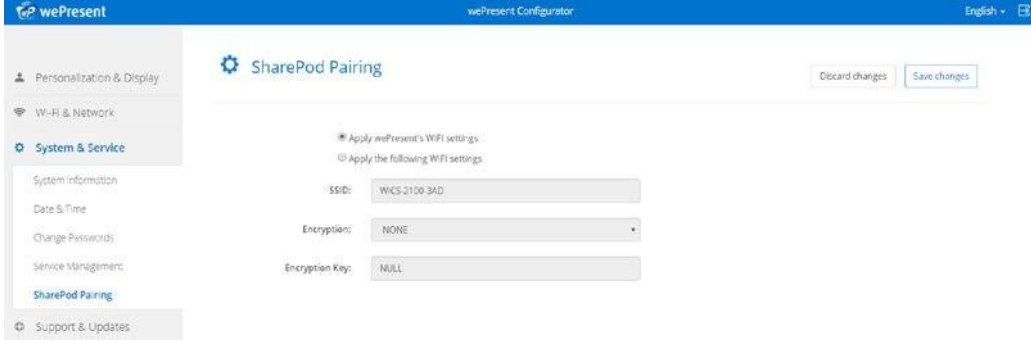 wePresent
wePresent Configurator
English
SharePod Pairing
Discard changes
Save changes
Personalization & Display
Wi-Fi & Network
System & Service
System Information
Date & Time
Change Passwords
Service Management
SharePod Pairing
Support & Updates
Apply wePresent's WIFI settings
Apply the following WIFI settings
SSID: WiCS-2100-3AD
Encryption: NONE
Encryption Key: NULL